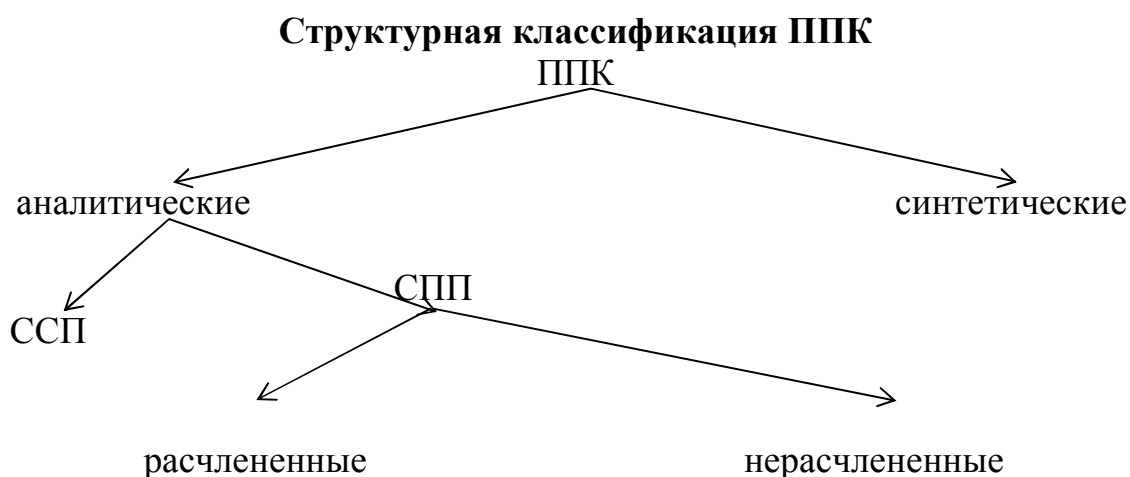 Структурная классификация ППК
ППК
аналитические синтетические
СПП
ССП
расчлененные нерасчлененные